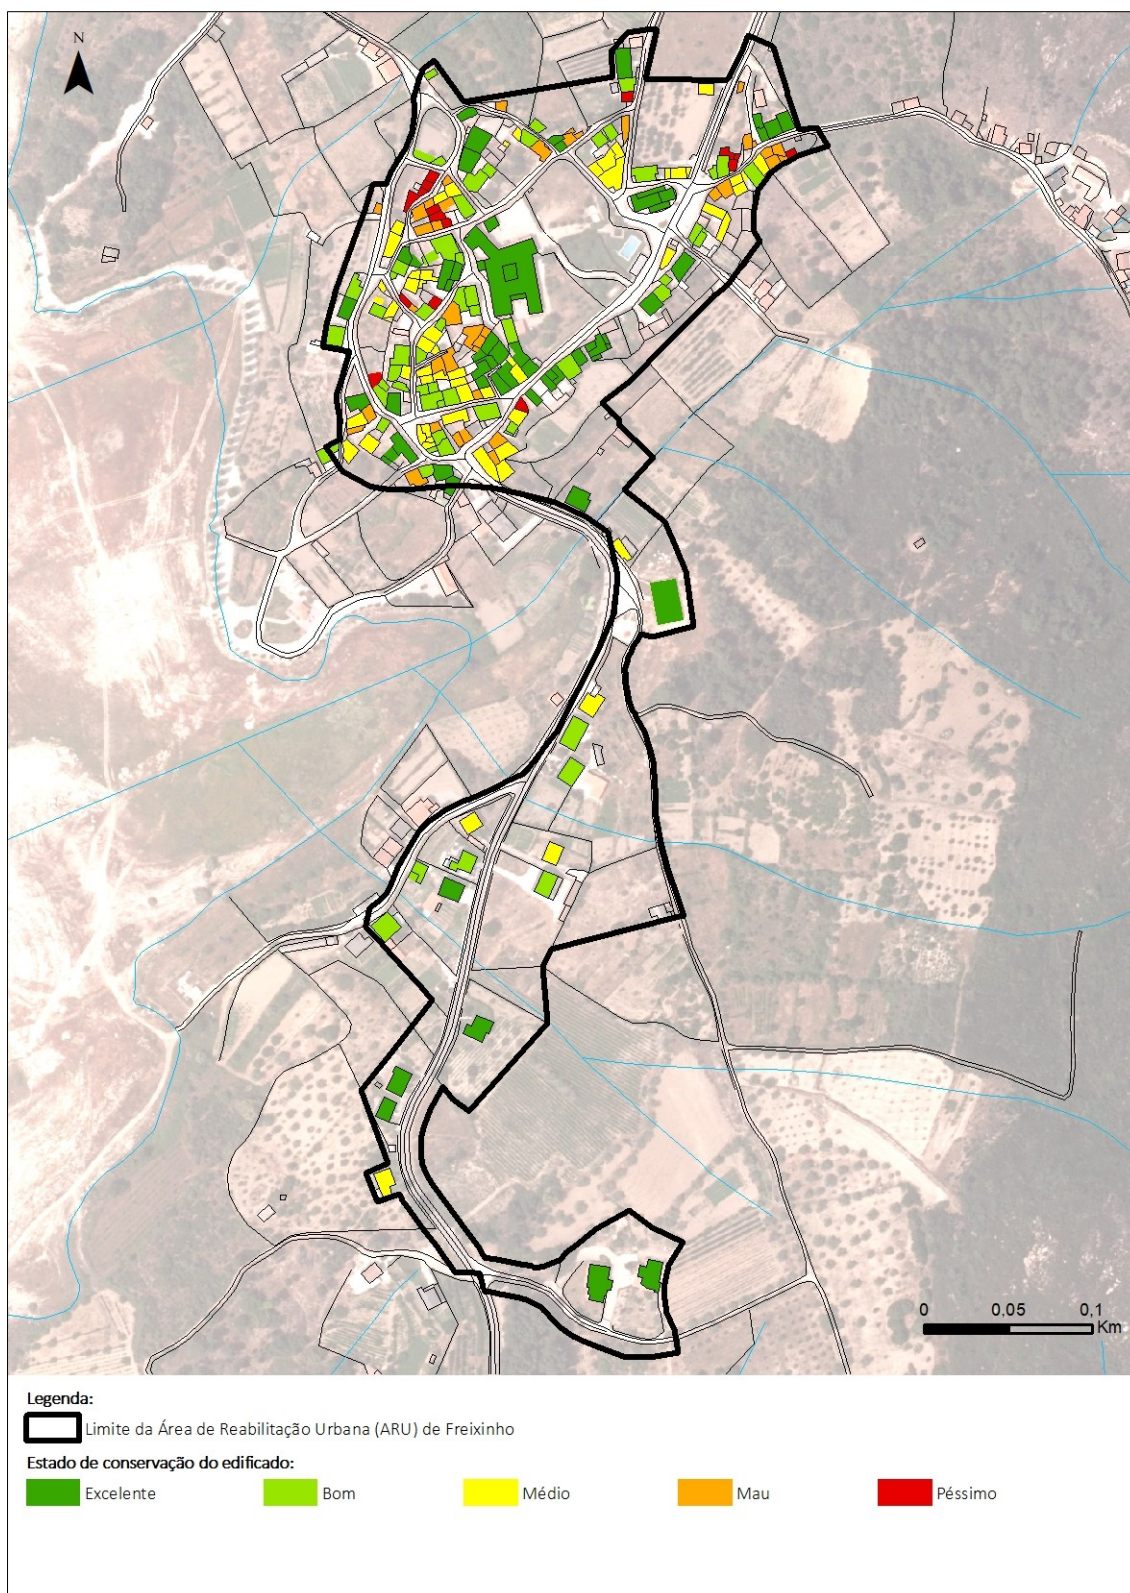 N
0 0,05 0,1
Km
Legenda:
Limite da Área de Reabilitação Urbana (ARU) de Freixinho
Estado de conservação do edificado:
Excelente Bom Médio Mau Péssimo